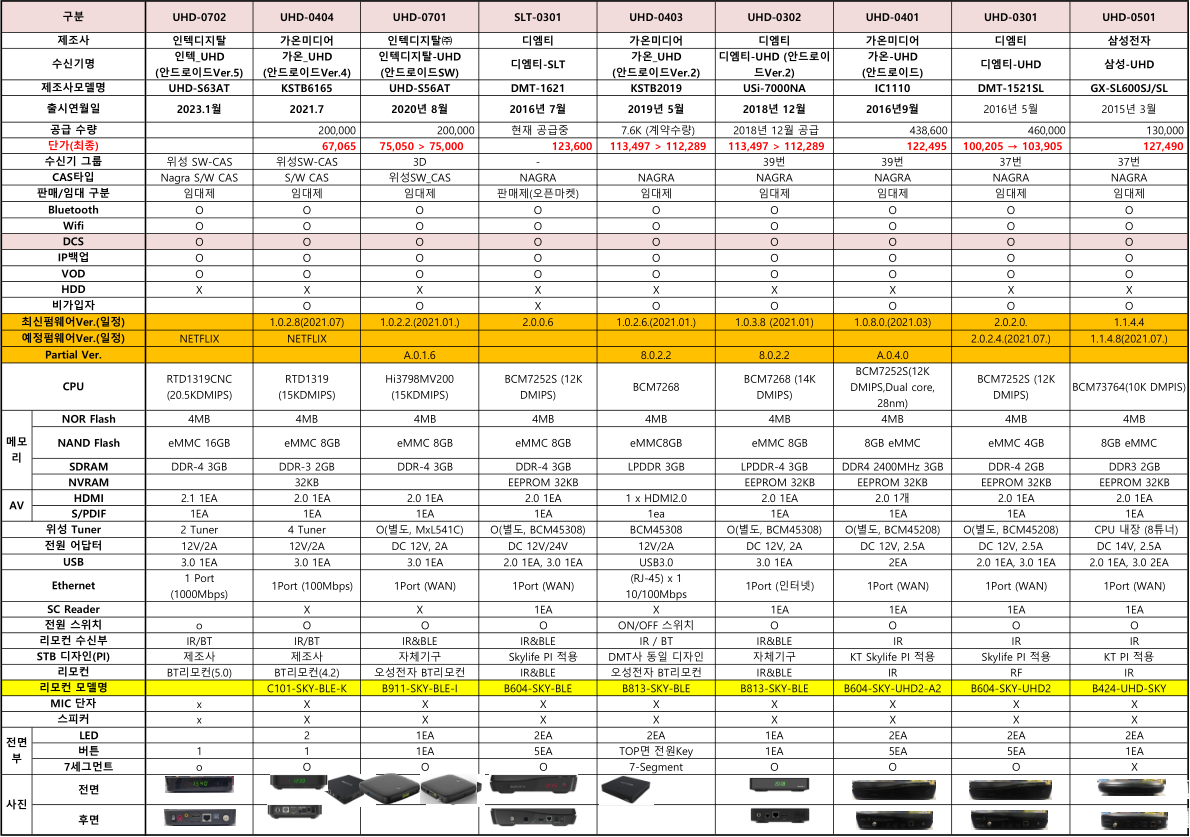 구분 UHD-0702 UHD-0404 UHD-0701 SLT-0301 UHD-0403 UHD-0302 UHD-0401 UHD-0301 UHD-0501
제조사 인텍디지탈 가온미디어 인텍디지탈㈜ 디엠티 가온미디어 디엠티 가온미디어 디엠티 삼성전자
수신기명 인텍_UHD (안드로이드Ver.5) 가온_UHD (안드로이드Ver.4) 인텍디지탈-UHD (안드로이드SW) 디엠티-SLT 가온_UHD (안드로이드Ver.2) 디엠티-UHD (안드로이드Ver.2) 가온-UHD (안드로이드) 디엠티-UHD 삼성-UHD
제조사모델명 UHD-S63AT KSTB6165 UHD-S56AT DMT-1621 KSTB2019 USi-7000NA IC1110 DMT-1521SL GX-SL600SJ/SL
출시연월일 2023.1월 2021.7 2020년 8월 2016년 7월 2019년 5월 2018년 12월 2016년9월 2016년 5월 2015년 3월
공급 수량 200,000 200,000 현재 공급중 7.6K (계약수량) 2018년 12월 공급 438,600 460,000 130,000
단가(최종) 67,065 75,050 > 75,000 123,600 113,497 > 112,289 113,497 > 112,289 122,495 100,205 → 103,905 127,490
수신기 그룹 위성 SW-CAS 위성SW-CAS 3D - 39번 39번 37번 37번
CAS타입 Nagra S/W CAS S/W CAS 위성SW_CAS NAGRA NAGRA NAGRA NAGRA NAGRA NAGRA
판매/임대 구분 임대제 임대제 임대제 판매제(오픈마켓) 임대제 임대제 임대제 임대제 임대제
Bluetooth O O O O O O O O O
Wifi O O O O O O O O O
DCS O O O O O O O O O
IP백업 O O O O O O O O O
VOD O O O O O O O O O
HDD X X X X X X X X X
비가입자 O O X O O O O O
최신펌웨어Ver.(일정) 1.0.2.8(2021.07) 1.0.2.2.(2021.01.) 2.0.0.6 1.0.2.6.(2021.01.) 1.0.3.8 (2021.01) 1.0.8.0.(2021.03) 2.0.2.0. 1.1.4.4
예정펌웨어Ver.(일정) NETFLIX NETFLIX 2.0.2.4.(2021.07.) 1.1.4.8(2021.07.)
Partial Ver. A.0.1.6 8.0.2.2 8.0.2.2 A.0.4.0
CPU RTD1319CNC (20.5KDMIPS) RTD1319 (15KDMIPS) Hi3798MV200 (15KDMIPS) BCM7252S (12K DMIPS) BCM7268 BCM7268 (14K DMIPS) BCM7252S(12K DMIPS,Dual core, 28nm) BCM7252S (12K DMIPS) BCM73764(10K DMPIS)
메모리
NOR Flash 4MB 4MB 4MB 4MB 4MB 4MB 4MB 4MB 4MB
NAND Flash eMMC 16GB eMMC 8GB eMMC 8GB eMMC 8GB eMMC8GB eMMC 8GB 8GB eMMC eMMC 4GB 8GB eMMC
SDRAM DDR-4 3GB DDR-3 2GB DDR-4 3GB DDR-4 3GB LPDDR 3GB LPDDR-4 3GB DDR4 2400MHz 3GB DDR-4 2GB DDR3 2GB
NVRAM 32KB EEPROM 32KB EEPROM 32KB EEPROM 32KB EEPROM 32KB EEPROM 32KB
AV
HDMI 2.1 1EA 2.0 1EA 2.0 1EA 2.0 1EA 1 x HDMI2.0 2.0 1EA 2.0 1개 2.0 1EA 2.0 1EA
S/PDIF 1EA 1EA 1EA 1EA 1ea 1EA 1EA 1EA 1EA
위성 Tuner 2 Tuner 4 Tuner O(별도, MxL541C) O(별도, BCM45308) BCM45308 O(별도, BCM45308) O(별도, BCM45208) O(별도, BCM45208) CPU 내장 (8튜너)
전원 어답터 12V/2A 12V/2A DC 12V, 2A DC 12V/24V 12V/2A DC 12V, 2A DC 12V, 2.5A DC 12V, 2.5A DC 14V, 2.5A
USB 3.0 1EA 3.0 1EA 3.0 1EA 2.0 1EA, 3.0 1EA USB3.0 3.0 1EA 2EA 2.0 1EA, 3.0 1EA 2.0 1EA, 3.0 2EA
Ethernet 1 Port (1000Mbps) 1Port (100Mbps) 1Port (WAN) 1Port (WAN) (RJ-45) x 1 10/100Mbps 1Port (인터넷) 1Port (WAN) 1Port (WAN) 1Port (WAN)
SC Reader X X 1EA X 1EA 1EA 1EA 1EA
전원 스위치 o O O O ON/OFF 스위치 O O O O
리모컨 수신부 IR/BT IR/BT IR&BLE IR&BLE IR / BT IR&BLE IR IR IR
STB 디자인(PI) 제조사 제조사 자체기구 Skylife PI 적용 DMT사 동일 디자인 자체기구 KT Skylife PI 적용 Skylife PI 적용 KT PI 적용
리모컨 BT리모컨(5.0) BT리모컨(4.2) 오성전자 BT리모컨 IR&BLE 오성전자 BT리모컨 IR&BLE IR RF IR
리모컨 모델명 C101-SKY-BLE-K B911-SKY-BLE-I B604-SKY-BLE B813-SKY-BLE B813-SKY-BLE B604-SKY-UHD2-A2 B604-SKY-UHD2 B424-UHD-SKY
MIC 단자 x X X X X X X X X
스피커 x X X X X X X X X
전면부
LED 2 1EA 2EA 2EA 1EA 2EA 2EA 2EA
버튼 1 1 1EA 5EA TOP면 전원Key 1EA 5EA 5EA 1EA
7세그먼트 o O O O 7-Segment O O O X
사진
전면
후면